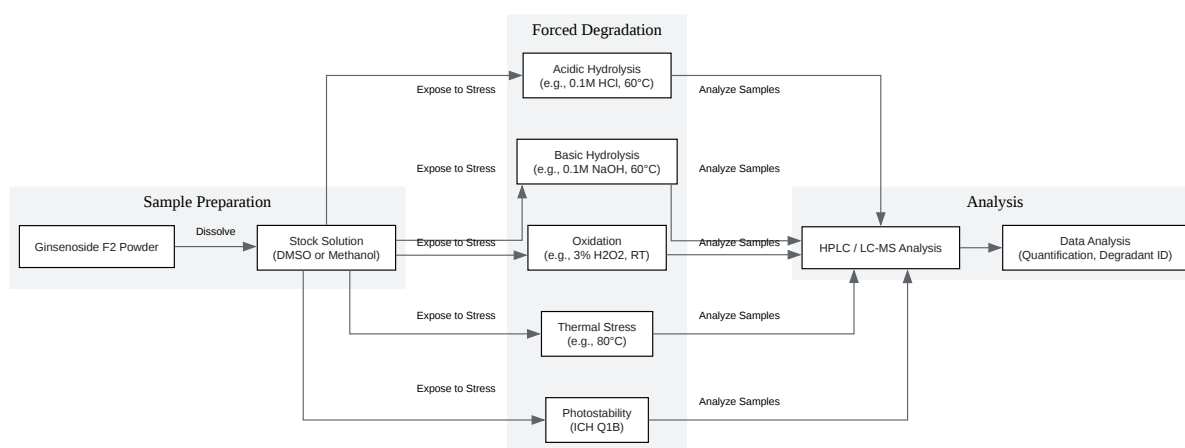 Forced Degradation
Acidic Hydrolysis
(e.g., 0.1M HCl, 60°C)
Expose to Stress
Analyze Samples
Basic Hydrolysis
(e.g., 0.1M NaOH, 60°C)
Expose to Stress
Analyze Samples
Sample Preparation
Analysis
Ginsenoside F2 Powder
Dissolve
Stock Solution
(DMSO or Methanol)
Expose to Stress
Oxidation
(e.g., 3% H2O2, RT)
Analyze Samples
HPLC / LC-MS Analysis
Data Analysis
(Quantification, Degradant ID)
Expose to Stress
Thermal Stress
(e.g., 80°C)
Analyze Samples
Expose to Stress
Photostability
(ICH Q1B)
Analyze Samples